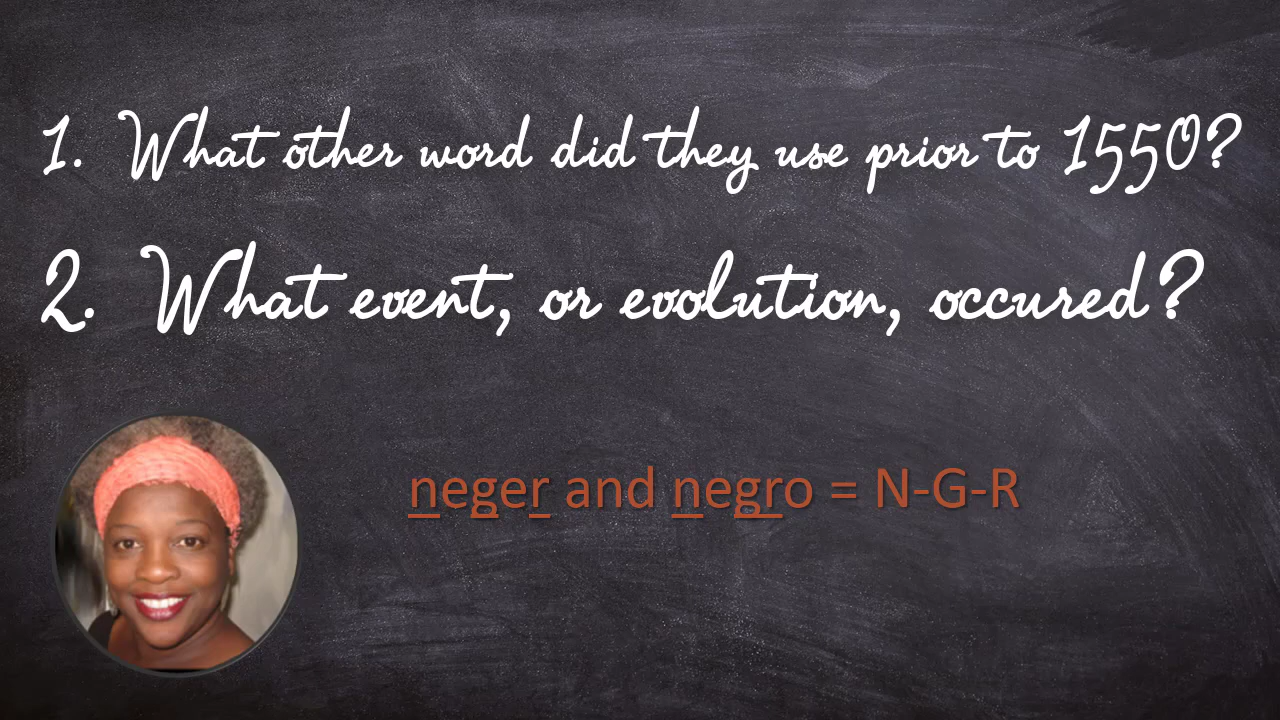 1. What other word did they use prior to 1550?
2. What event, or evolution, occured?
neger and negro = N-G-R